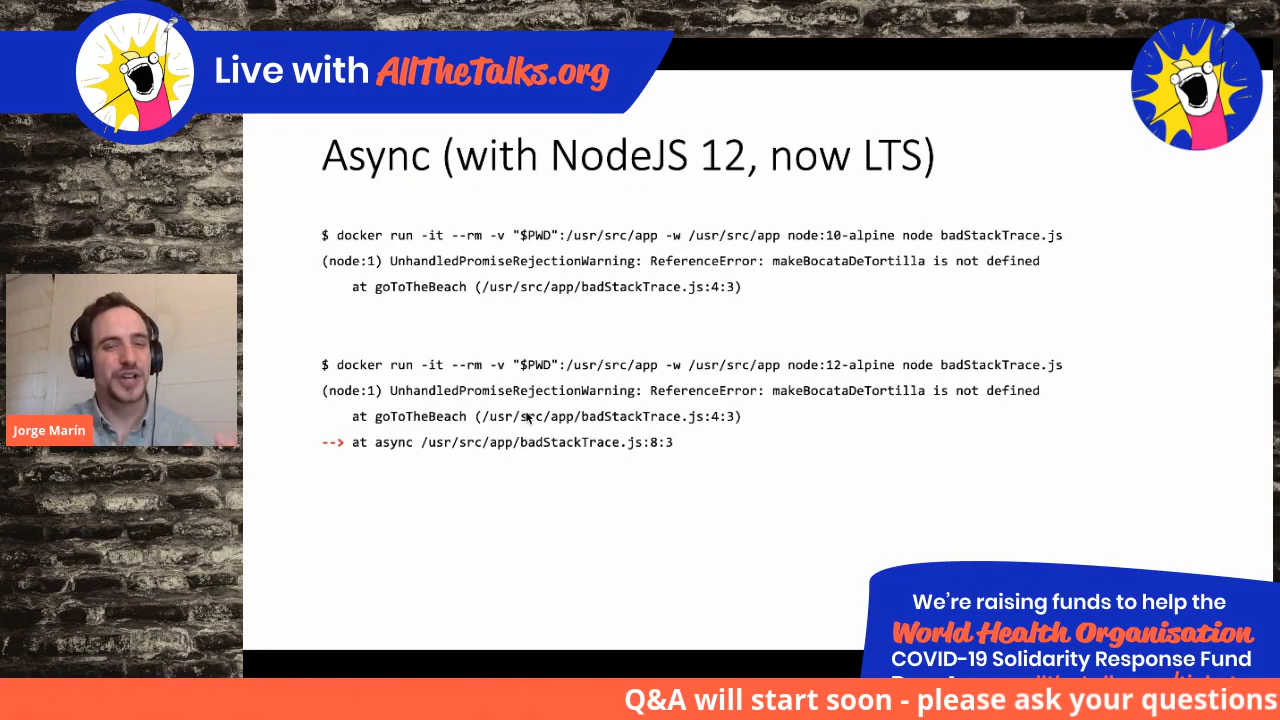 Live with AllTheTalks.org
Async (with NodeJS 12, now LTS)
$ docker run -it --rm -v "$PWD":/usr/src/app -w /usr/src/app node:10-alpine node badStackTrace.js
(node:1) UnhandledPromiseRejectionWarning: ReferenceError: makeBocataDeTortilla is not defined
at goToTheBeach (/usr/src/app/badStackTrace.js:4:3)
$ docker run -it --rm -v "$PWD":/usr/src/app -w /usr/src/app node:12-alpine node badStackTrace.js
(node:1) UnhandledPromiseRejectionWarning: ReferenceError: makeBocataDeTortilla is not defined
at goToTheBeach (/usr/src/app/badStackTrace.js:4:3)
--> at async /usr/src/app/badStackTrace.js:8:3
Jorge Marín
We're raising funds to help the
World Health Organisation
COVID-19 Solidarity Response Fund
Q&A will start soon - please ask your questions